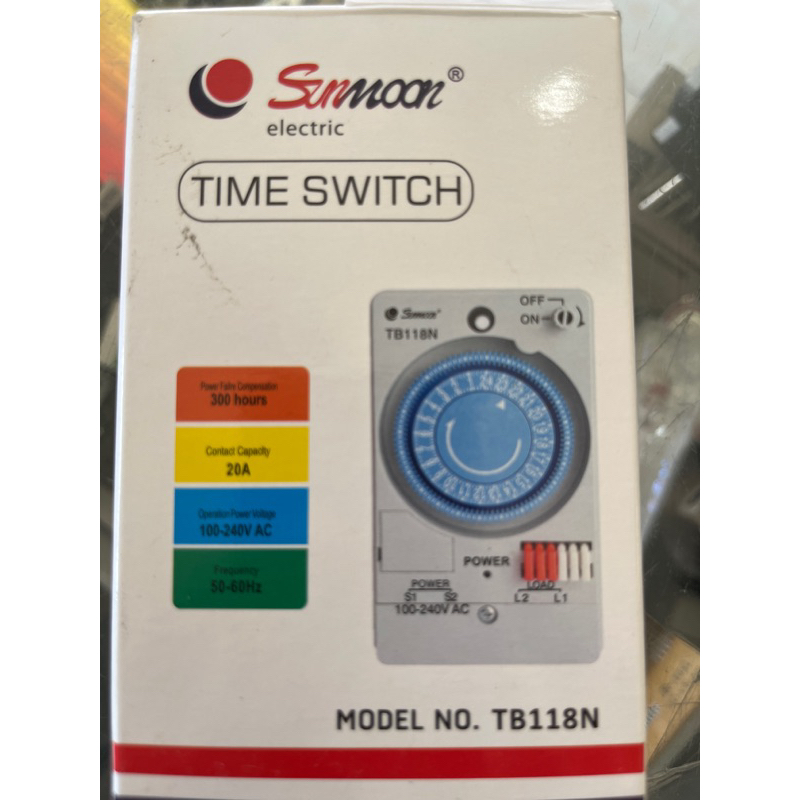 Sunmoon®
electric
TIME SWITCH
Power Failry Compensation
300 hours
Contact Capacity
20A
Operation Power Voltage
100-240V AC
Frequency
50-60Hz
Sunmoon®
TB118N
OFF
ON
POWER
POWER
S1 S2
100-240V AC
LOAD
L2 L1
MODEL NO. TB118N